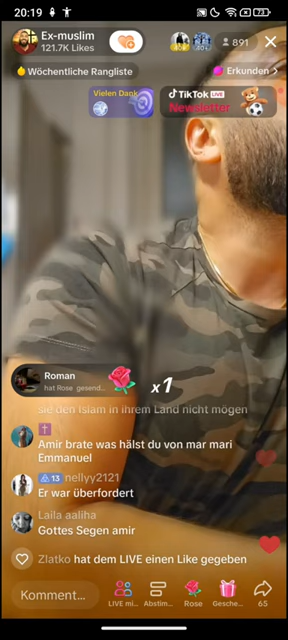 20:19
73
Ex-muslim
121.7K Likes
891
Wöchentliche Rangliste
Erkunden
Vielen Dank
TikTok LIVE
Newsletter
Roman
hat Rose gesend...
x1
sie den Islam in ihrem Land nicht mögen
Amir brate was hälst du von mar mari
Emmanuel
13 nellyy2121
Er war überfordert
Laila aaliha
Gottes Segen amir
Zlatko hat dem LIVE einen Like gegeben
Komment...
LIVE mi...
Abstim...
Rose
Gesche...
65